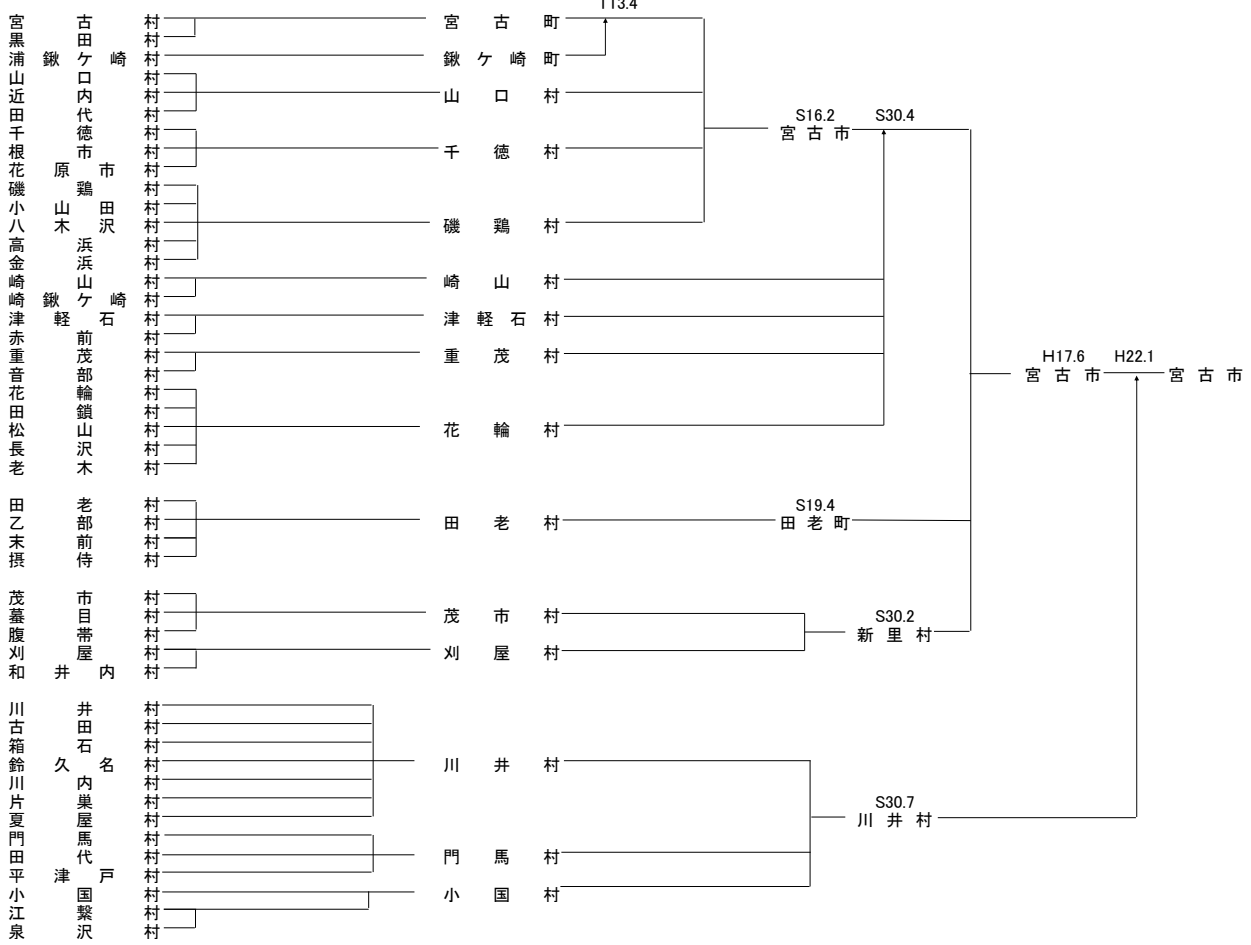 T13.4
宮古村 宮古町
黒田村
浦鍬ケ崎村 鍬ケ崎町
山口村
近内村 山口村
田代村 S16.2 S30.4
千徳村 宮古市
根市村 千徳村
花原市村
磯鶏村
小山田村
八木沢村 磯鶏村
高浜村
金浜村
崎山村 崎山村
崎鍬ケ崎村
津軽石村 津軽石村
赤前村
重茂村 重茂村 H17.6 H22.1
音部村 宮古市 宮古市
花輪村
田鎖村
松山村 花輪村
長沢村
老木村
田老村 S19.4
乙部村 田老村 田老町
末前村
摂侍村
茂市村
蟇目村 茂市村 S30.2
腹帯村 新里村
刈屋村 刈屋村
和井内村
川井村
古田村
箱石村
鈴久名村 川井村
川内村
片巣村 S30.7
夏屋村 川井村
門馬村
田代村 門馬村
平津戸村
小国村 小国村
江繋村
泉沢村